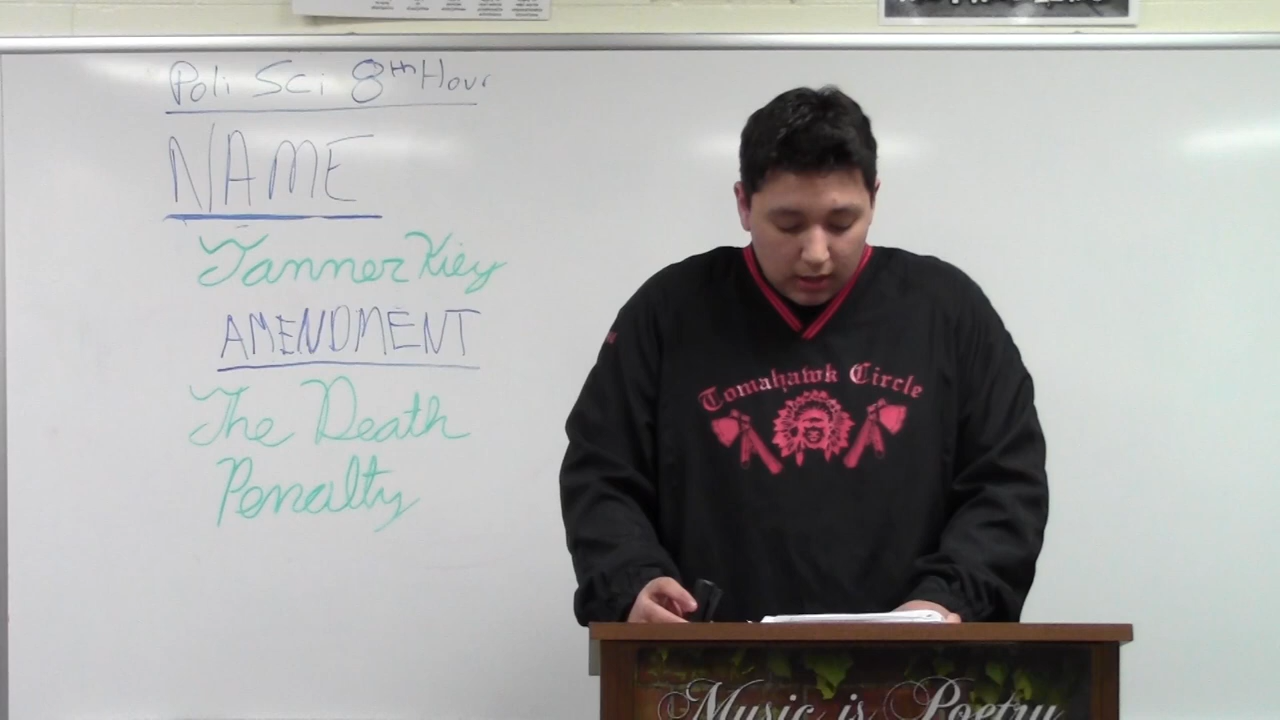 Poli Sci 8th Hour
NAME
Tanner Kiey
AMENDMENT
The Death
Penalty
Tomahawk Circle
Music is Poetry